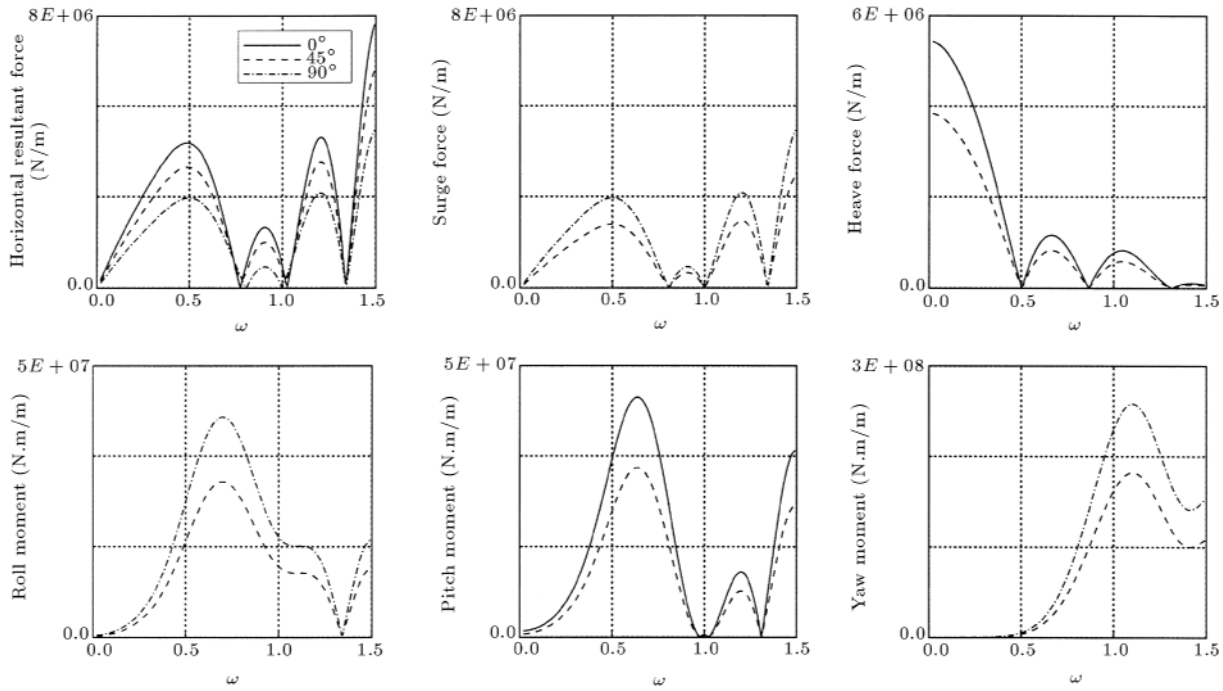 8E + 06
0°
45°
90°
Horizontal resultant force
(N/m)
0.0
0.0 0.5 1.0 1.5
ω
8E + 06
Surge force (N/m)
0.0
0.0 0.5 1.0 1.5
ω
6E + 06
Heave force (N/m)
0.0
0.0 0.5 1.0 1.5
ω
5E + 07
Roll moment (N.m/m)
0.0
0.0 0.5 1.0 1.5
ω
5E + 07
Pitch moment (N.m/m)
0.0
0.0 0.5 1.0 1.5
ω
3E + 08
Yaw moment (N.m/m)
0.0
0.0 0.5 1.0 1.5
ω